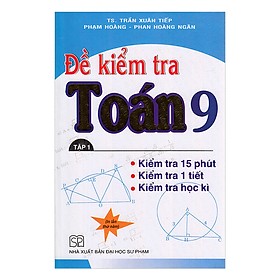 TS. TRẦN XUÂN TIẾP
PHẠM HOÀNG - PHAN HOÀNG NGÂN
Đề kiểm tra
Toán 9
TẬP 1
• Kiểm tra 15 phút
• Kiểm tra 1 tiết
• Kiểm tra học kì
NHÀ XUẤT BẢN ĐẠI HỌC SƯ PHẠM